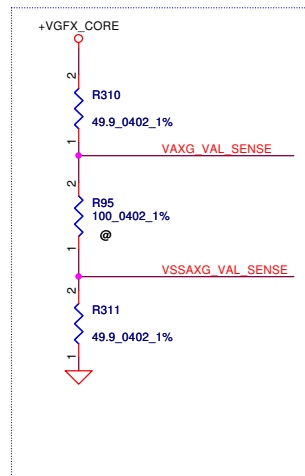 +VGFX_CORE
2
R310
49.9_0402_1%
1
VAXG_VAL_SENSE
2
R95
100_0402_1%
@
1
VSSAXG_VAL_SENSE
2
R311
49.9_0402_1%
1